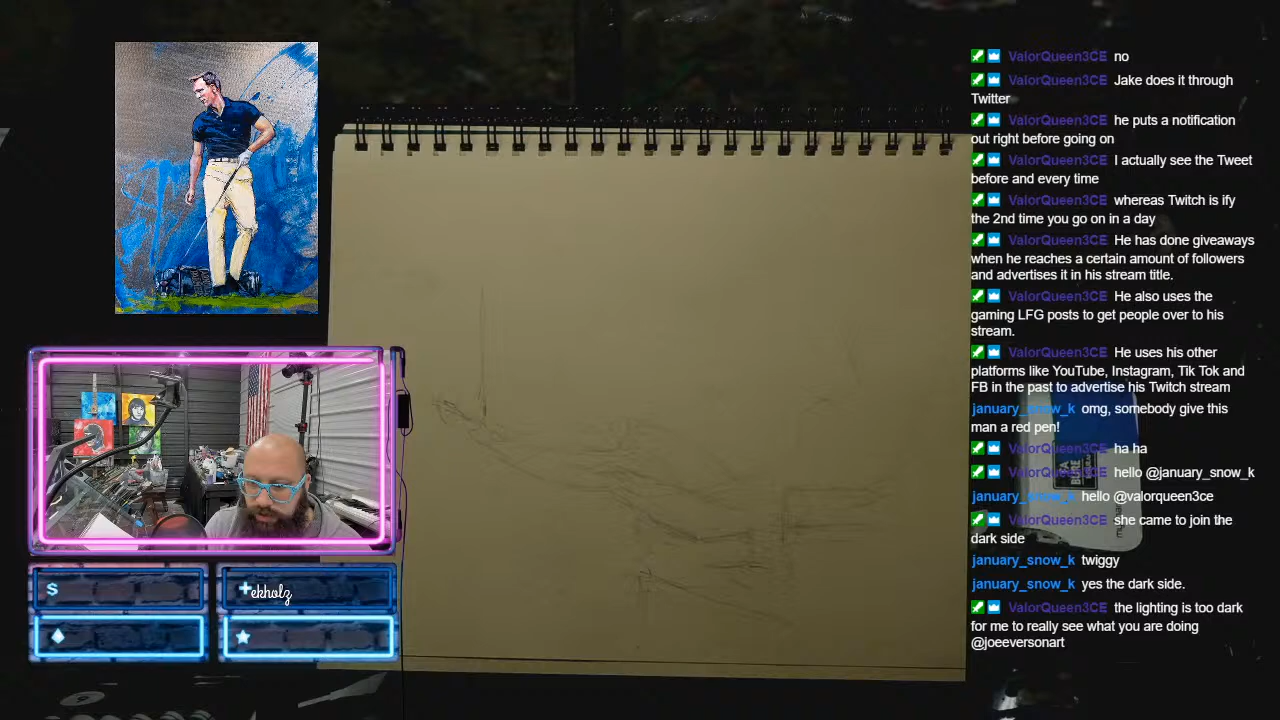 ValorQueen3CE no
ValorQueen3CE Jake does it through
Twitter
ValorQueen3CE he puts a notification
out right before going on
ValorQueen3CE I actually see the Tweet
before and every time
ValorQueen3CE whereas Twitch is ify
the 2nd time you go on in a day
ValorQueen3CE He has done giveaways
when he reaches a certain amount of followers
and advertises it in his stream title.
ValorQueen3CE He also uses the
gaming LFG posts to get people over to his
stream.
ValorQueen3CE He uses his other
platforms like YouTube, Instagram, Tik Tok and
FB in the past to advertise his Twitch stream
january_snow_k omg, somebody give this
man a red pen!
ValorQueen3CE ha ha
ValorQueen3CE hello @january_snow_k
january_snow_k hello @valorqueen3ce
ValorQueen3CE she came to join the
dark side
january_snow_k twiggy
january_snow_k yes the dark side.
ValorQueen3CE the lighting is too dark
for me to really see what you are doing
@joeeversonart
$
ekholz